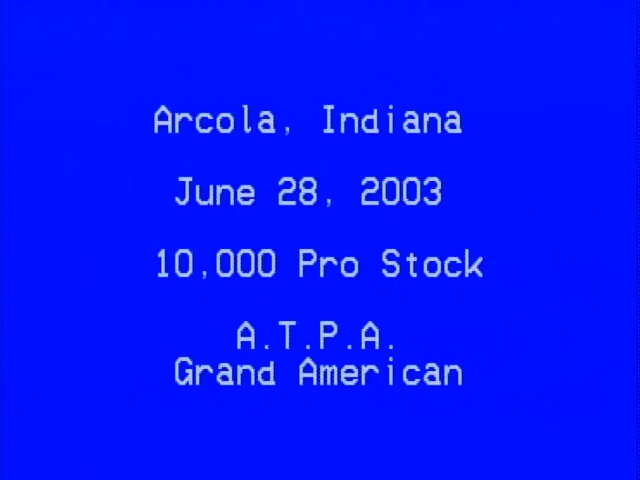 Arcola, Indiana
June 28, 2003
10,000 Pro Stock
A.T.P.A.
Grand American